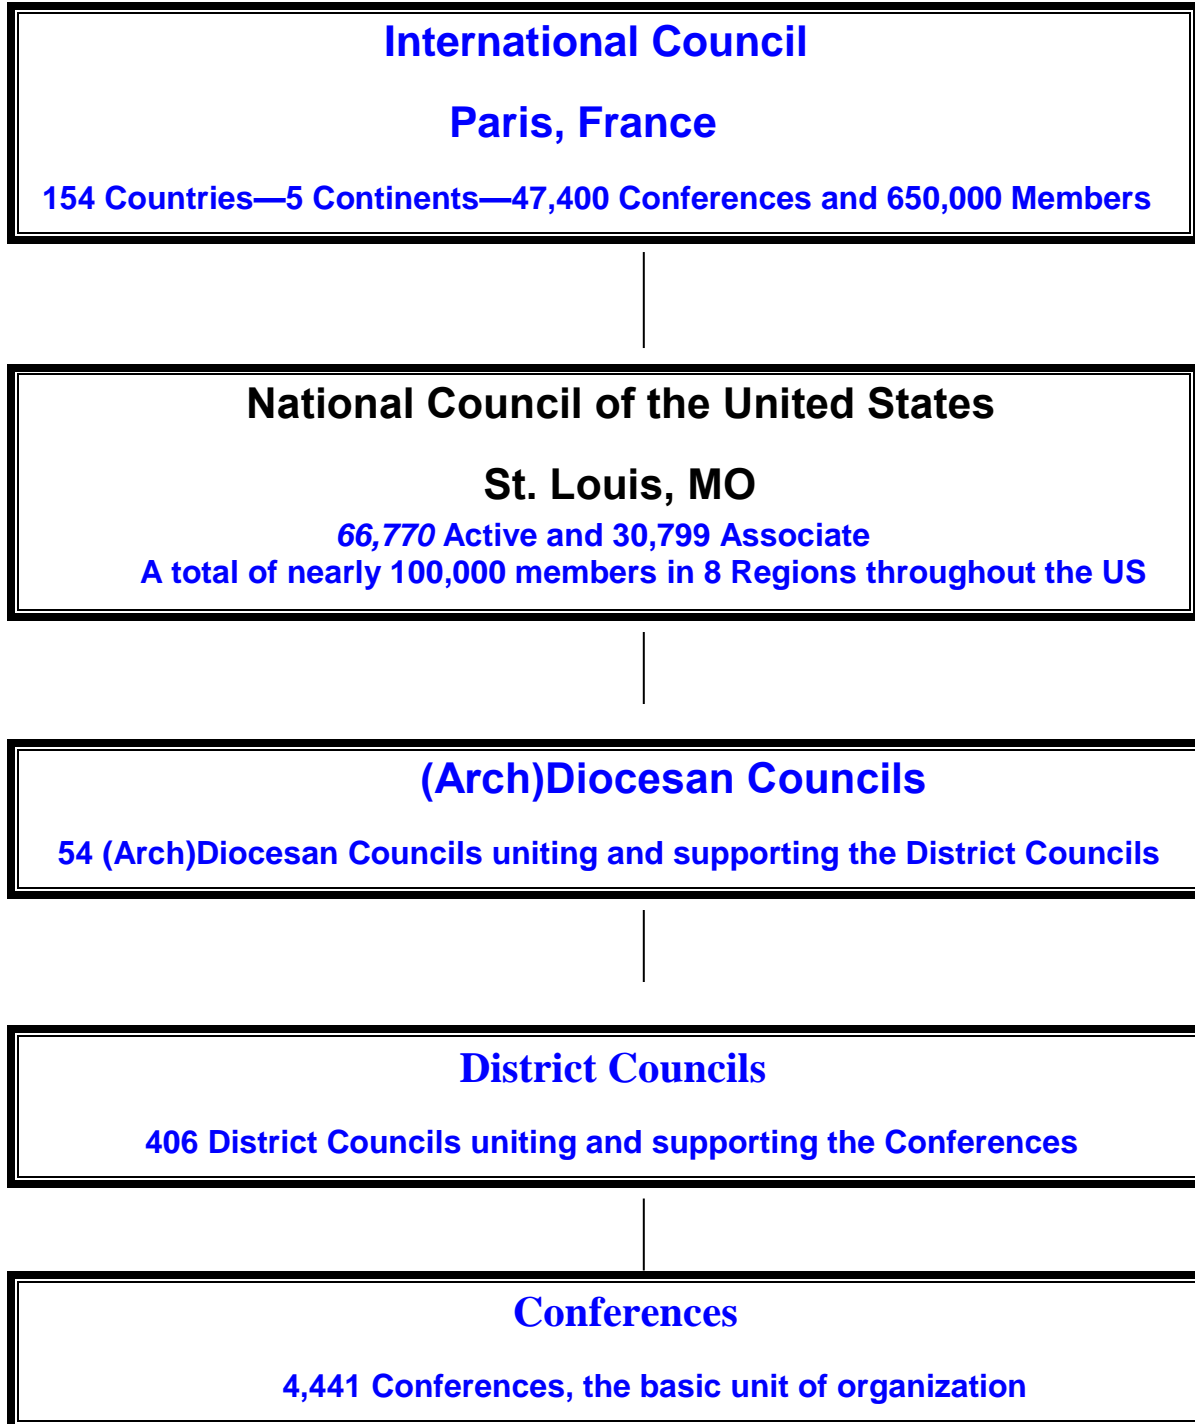 International Council
Paris, France
154 Countries—5 Continents—47,400 Conferences and 650,000 Members
National Council of the United States
St. Louis, MO
66,770 Active and 30,799 Associate
A total of nearly 100,000 members in 8 Regions throughout the US
(Arch)Diocesan Councils
54 (Arch)Diocesan Councils uniting and supporting the District Councils
District Councils
406 District Councils uniting and supporting the Conferences
Conferences
4,441 Conferences, the basic unit of organization